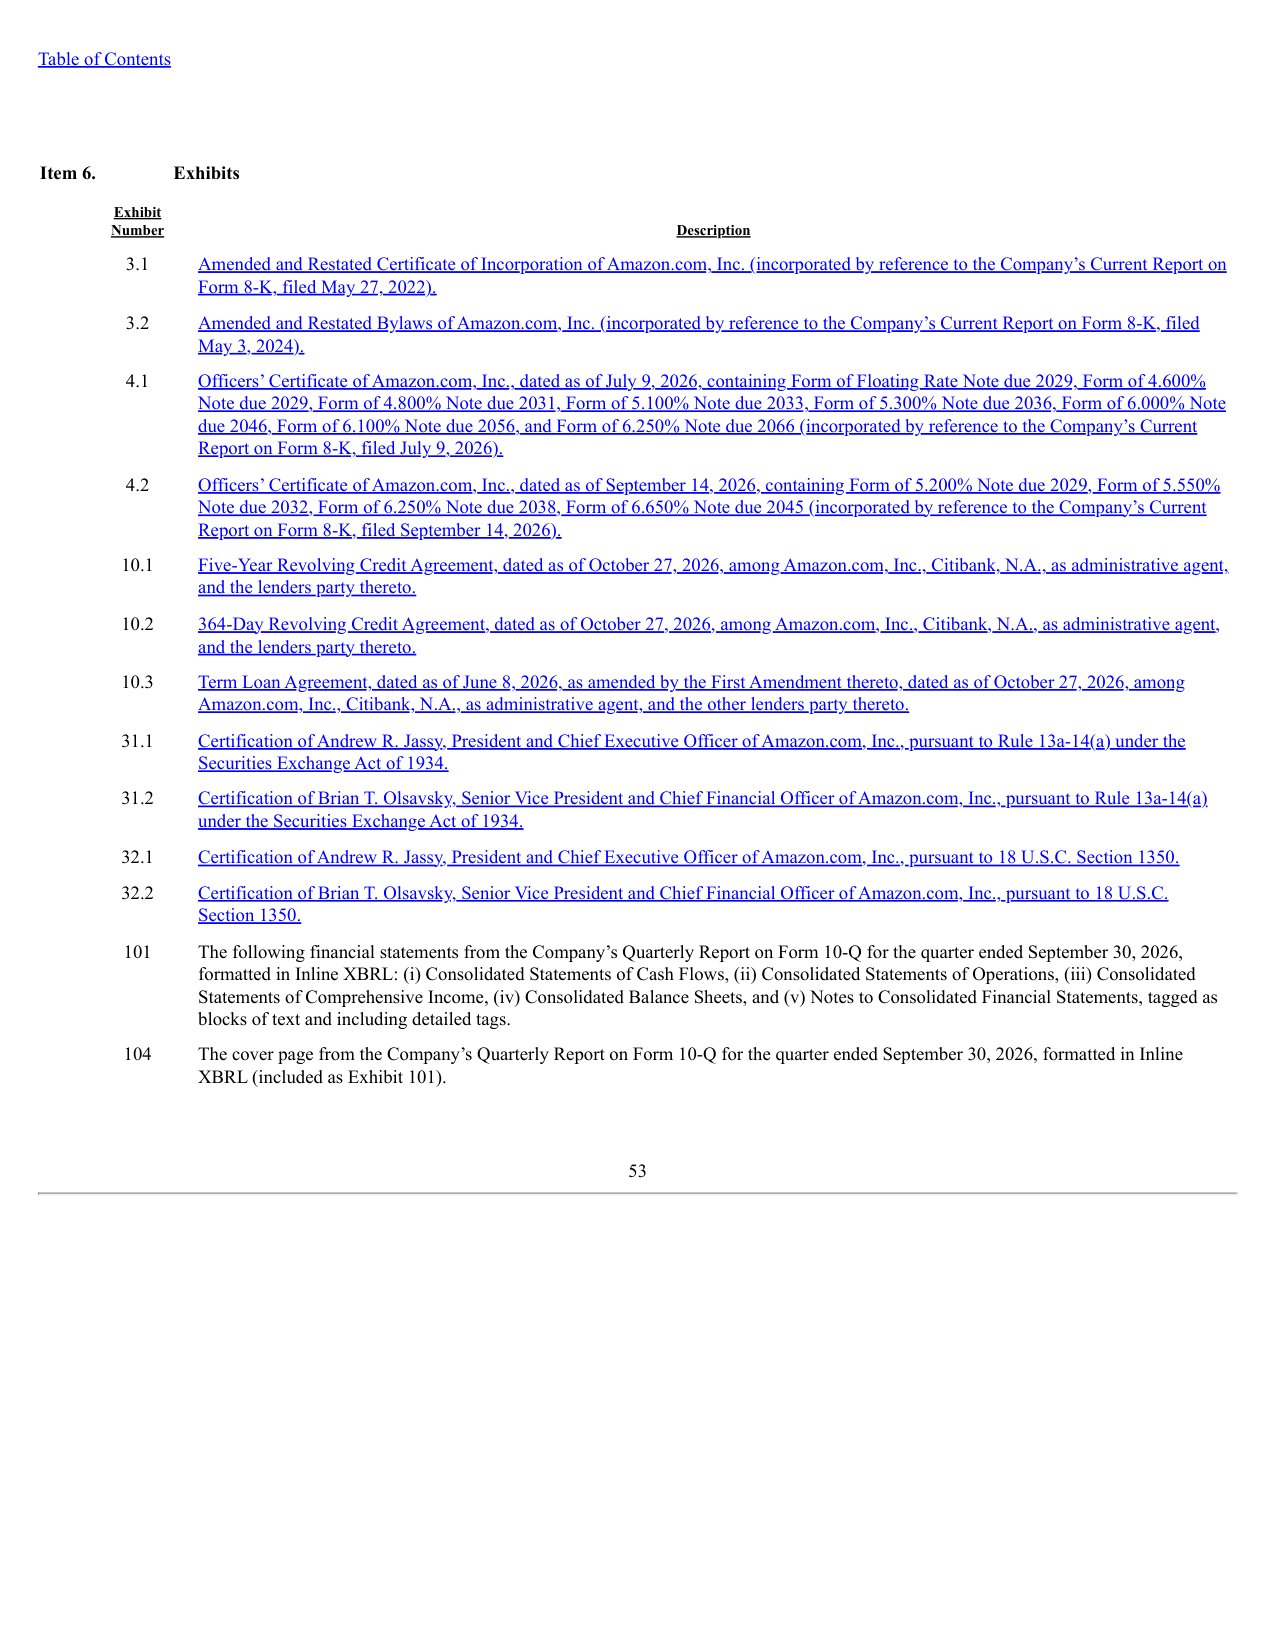 Table of Contents
Item 6. Exhibits
Exhibit
Number Description
3.1 Amended and Restated Certificate of Incorporation of Amazon.com, Inc. (incorporated by reference to the Company’s Current Report on
Form 8-K, filed May 27, 2022).
3.2 Amended and Restated Bylaws of Amazon.com, Inc. (incorporated by reference to the Company’s Current Report on Form 8-K, filed
May 3, 2024).
4.1 Officers’ Certificate of Amazon.com, Inc., dated as of July 9, 2026, containing Form of Floating Rate Note due 2029, Form of 4.600%
Note due 2029, Form of 4.800% Note due 2031, Form of 5.100% Note due 2033, Form of 5.300% Note due 2036, Form of 6.000% Note
due 2046, Form of 6.100% Note due 2056, and Form of 6.250% Note due 2066 (incorporated by reference to the Company’s Current
Report on Form 8-K, filed July 9, 2026).
4.2 Officers’ Certificate of Amazon.com, Inc., dated as of September 14, 2026, containing Form of 5.200% Note due 2029, Form of 5.550%
Note due 2032, Form of 6.250% Note due 2038, Form of 6.650% Note due 2045 (incorporated by reference to the Company’s Current
Report on Form 8-K, filed September 14, 2026).
10.1 Five-Year Revolving Credit Agreement, dated as of October 27, 2026, among Amazon.com, Inc., Citibank, N.A., as administrative agent,
and the lenders party thereto.
10.2 364-Day Revolving Credit Agreement, dated as of October 27, 2026, among Amazon.com, Inc., Citibank, N.A., as administrative agent,
and the lenders party thereto.
10.3 Term Loan Agreement, dated as of June 8, 2026, as amended by the First Amendment thereto, dated as of October 27, 2026, among
Amazon.com, Inc., Citibank, N.A., as administrative agent, and the other lenders party thereto.
31.1 Certification of Andrew R. Jassy, President and Chief Executive Officer of Amazon.com, Inc., pursuant to Rule 13a-14(a) under the
Securities Exchange Act of 1934.
31.2 Certification of Brian T. Olsavsky, Senior Vice President and Chief Financial Officer of Amazon.com, Inc., pursuant to Rule 13a-14(a)
under the Securities Exchange Act of 1934.
32.1 Certification of Andrew R. Jassy, President and Chief Executive Officer of Amazon.com, Inc., pursuant to 18 U.S.C. Section 1350.
32.2 Certification of Brian T. Olsavsky, Senior Vice President and Chief Financial Officer of Amazon.com, Inc., pursuant to 18 U.S.C.
Section 1350.
101 The following financial statements from the Company’s Quarterly Report on Form 10-Q for the quarter ended September 30, 2026,
formatted in Inline XBRL: (i) Consolidated Statements of Cash Flows, (ii) Consolidated Statements of Operations, (iii) Consolidated
Statements of Comprehensive Income, (iv) Consolidated Balance Sheets, and (v) Notes to Consolidated Financial Statements, tagged as
blocks of text and including detailed tags.
104 The cover page from the Company’s Quarterly Report on Form 10-Q for the quarter ended September 30, 2026, formatted in Inline
XBRL (included as Exhibit 101).
53